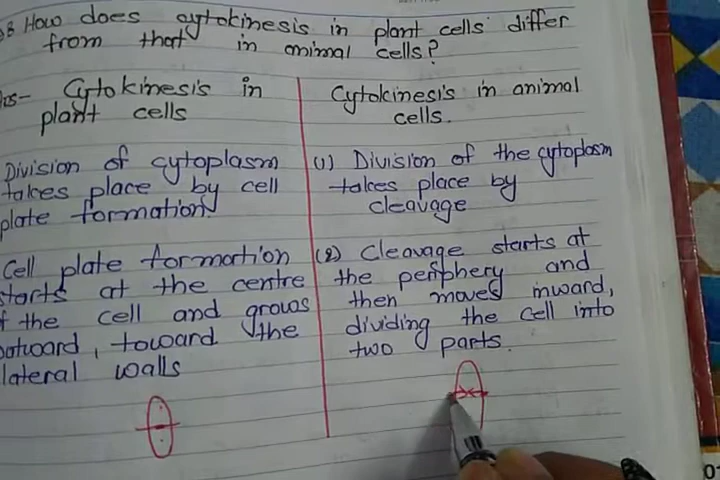 8 How does cytokinesis in plant cells differ
from that in animal cells?
Ans- Cytokinesis in
plant cells
Division of cytoplasm
takes place by cell
plate formation
Cell plate formation
starts at the centre
of the cell and grows
outward, toward the
lateral walls
Cytokinesis in animal
cells.
(1) Division of the cytoplasm
takes place by
cleavage
(2) Cleavage starts at
the periphery and
then moves inward,
dividing the cell into
two parts.